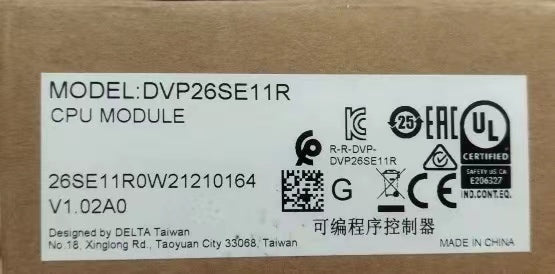 MODEL:DVP26SE11R
CPU MODULE
26SE11R0W21210164
V1.02A0
Designed by DELTA Taiwan
No.18, Xinglong Rd., Taoyuan City 33068, Taiwan
R-R-DVP-
DVP26SE11R
G
可编程序控制器
25
EAC
UL
CERTIFIED
SAFETY US CA
E206327
IND.CONT.EQ.
CE
MADE IN CHINA